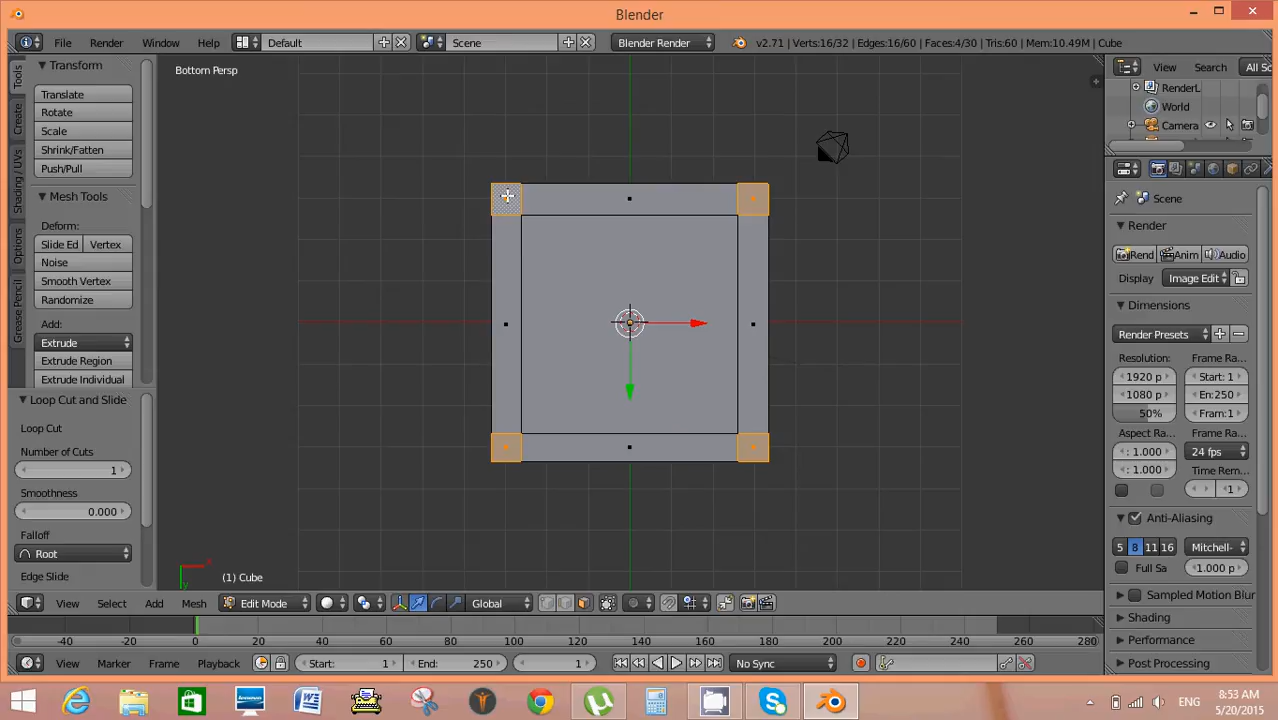 Blender
File Render Window Help Default Scene Blender Render v2.71 | Verts:16/32 | Edges:16/60 | Faces:4/30 | Tris:60 | Mem:10.49M | Cube
Tools
Create
Shading / UVs
Options
Grease Pencil
Transform
Translate
Rotate
Scale
Shrink/Fatten
Push/Pull
Mesh Tools
Deform:
Slide Ed Vertex
Noise
Smooth Vertex
Randomize
Add:
Extrude
Extrude Region
Extrude Individual
Loop Cut and Slide
Loop Cut
Number of Cuts
1
Smoothness
0.000
Falloff
Root
Edge Slide
Bottom Persp
x
y
(1) Cube
View Select Add Mesh Edit Mode Global
-40 -20 0 20 40 60 80 100 120 140 160 180 200 220 240 260 280
View Marker Frame Playback Start: 1 End: 250 1 No Sync
View Search All Sc
RenderL
World
Camera
Scene
Render
Rend Anim Audio
Display Image Edit
Dimensions
Render Presets
Resolution: Frame Ra...
1920 p Start: 1
1080 p En:250
50% Fram:1
Aspect Ra... Frame Ra...
: 1.000 24 fps
: 1.000 Time Rem...
1
Anti-Aliasing
5 8 11 16 Mitchell-
Full Sa 1.000 p
Sampled Motion Blur
Shading
Performance
Post Processing
ENG
8:53 AM
5/20/2015